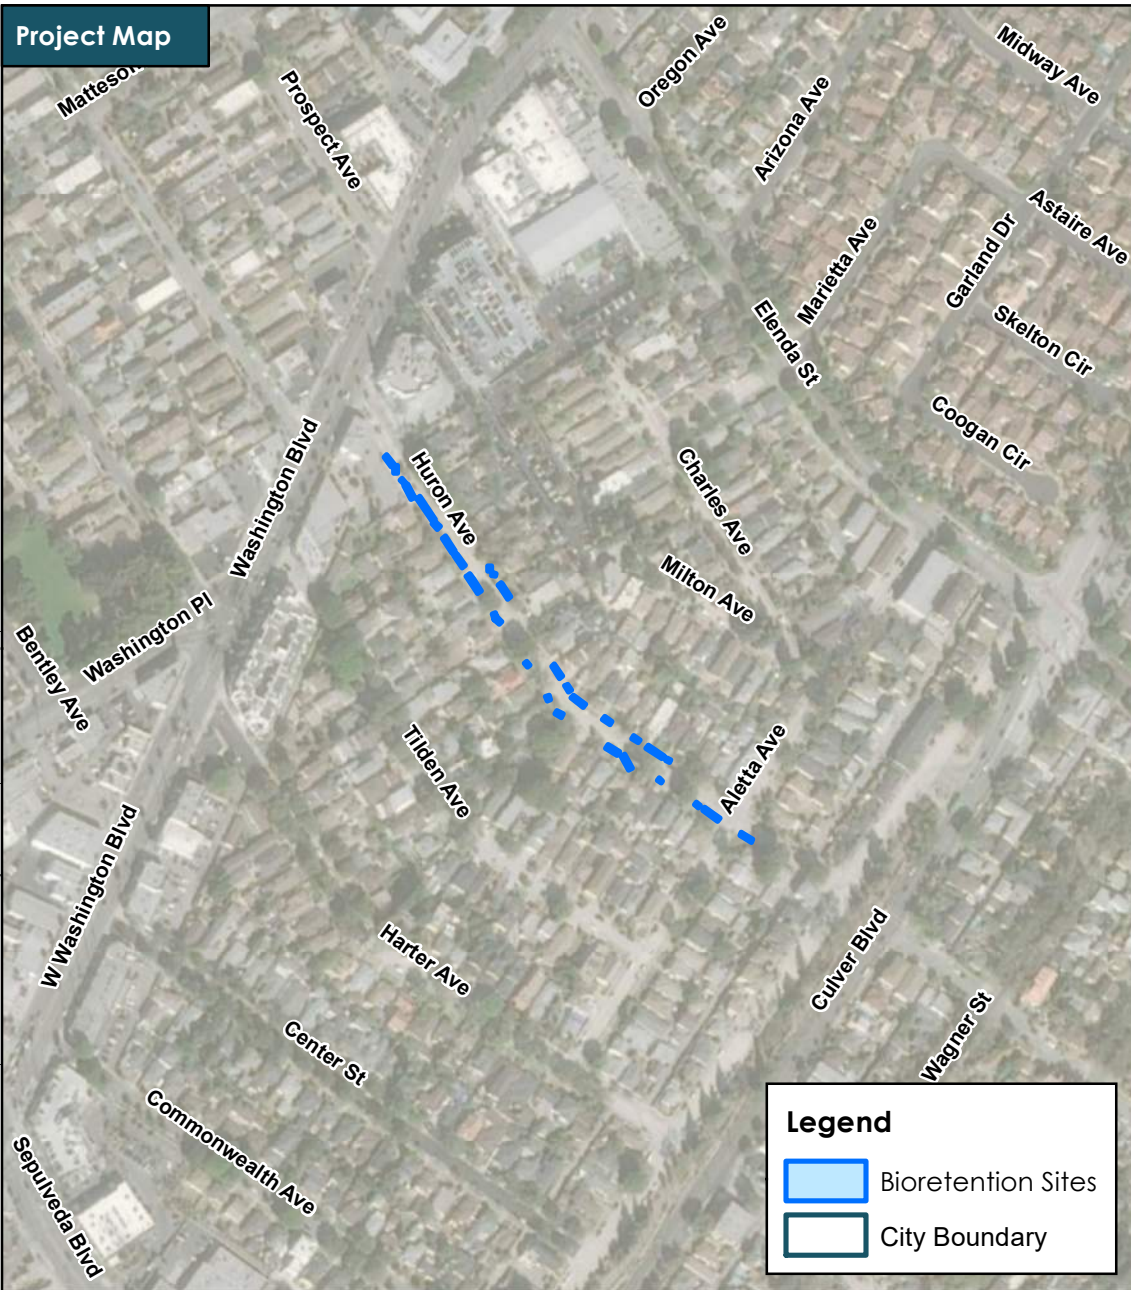 Project Map
Matteson
Prospect Ave
Oregon Ave
Midway Ave
Arizona Ave
Astaire Ave
Garland Dr
Marietta Ave
Skelton Cir
Elenda St
Coogan Cir
Washington Blvd
Huron Ave
Charles Ave
Milton Ave
Washington Pl
Bentley Ave
Tilden Ave
Aletta Ave
W Washington Blvd
Harter Ave
Culver Blvd
Center St
Wagner St
Commonwealth Ave
Sepulveda Blvd
Legend
Bioretention Sites
City Boundary